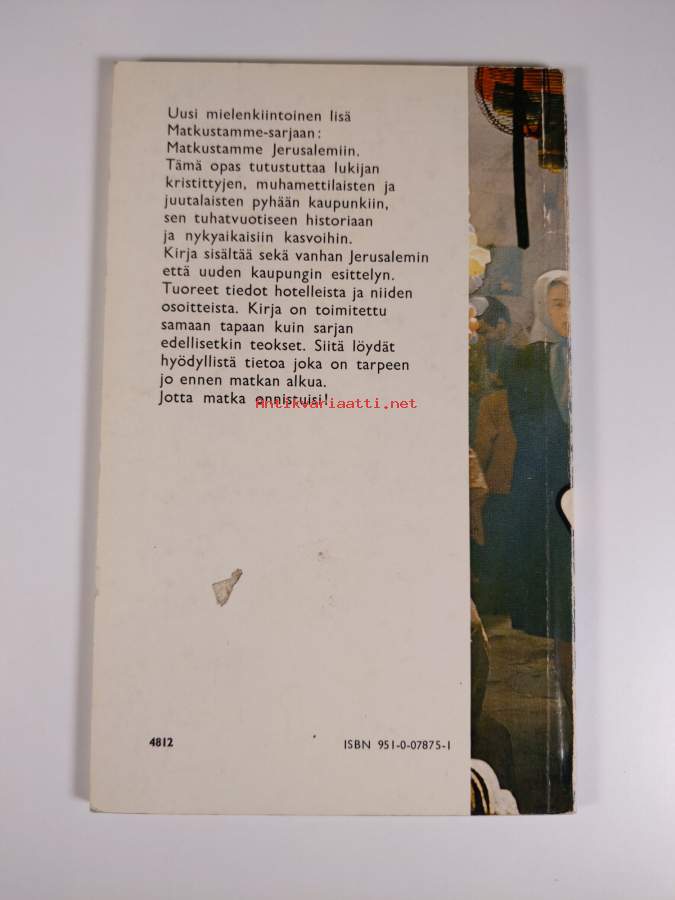 Uusi mielenkiintoinen lisä
Matkustamme-sarjaan:
Matkustamme Jerusalemiin.
Tämä opas tutustuttaa lukijan
kristittyjen, muhamettilaisten ja
juutalaisten pyhään kaupunkiin,
sen tuhatvuotiseen historiaan
ja nykyaikaisiin kasvoihin.
Kirja sisältää sekä vanhan Jerusalemin
että uuden kaupungin esittelyn.
Tuoreet tiedot hotelleista ja niiden
osoitteista. Kirja on toimitettu
samaan tapaan kuin sarjan
edellisetkin teokset. Siitä löydät
hyödyllistä tietoa joka on tarpeen
jo ennen matkan alkua.
Jotta matka onnistuisi!
Antikvariaatti.net
4812
ISBN 951-0-07875-1